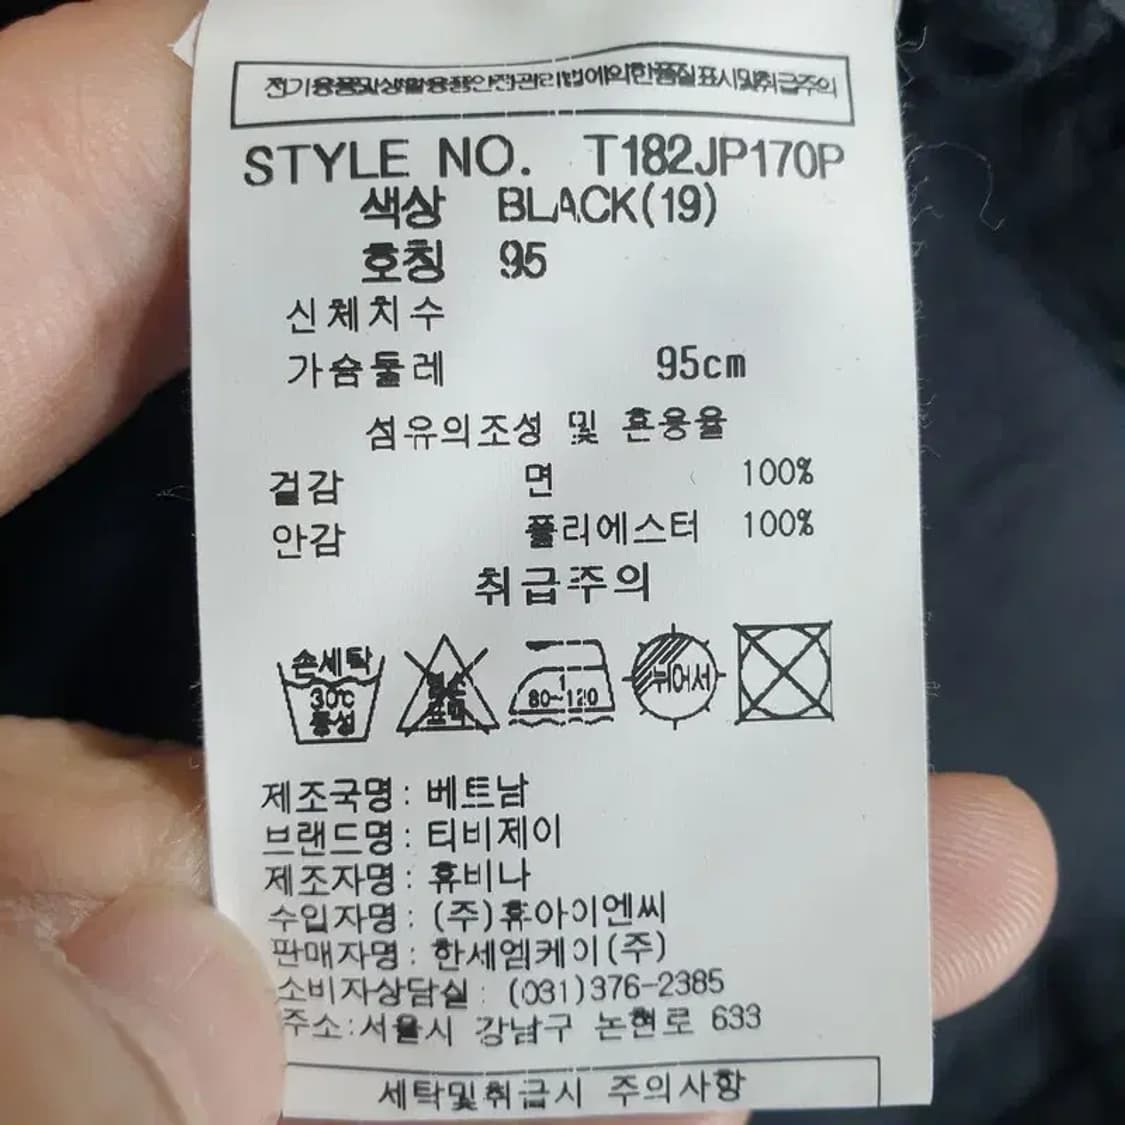 전기용품및생활용품안전관리법에의한품질표시및취급주의
STYLE NO. T182JP170P
색상 BLACK(19)
호칭 95
신체치수
가슴둘레 95cm
섬유의조성 및 혼용율
겉감 면 100%
안감 폴리에스터 100%
취급주의
손세탁
30℃
중성
염소
표백
1
80~120
뉘어서
제조국명: 베트남
브랜드명: 티비제이
제조자명: 휴비나
수입자명: (주)휴아이엔씨
판매자명: 한세엠케이(주)
소비자상담실: (031)376-2385
주소:서울시 강남구 논현로 633
세탁및취급시 주의사항